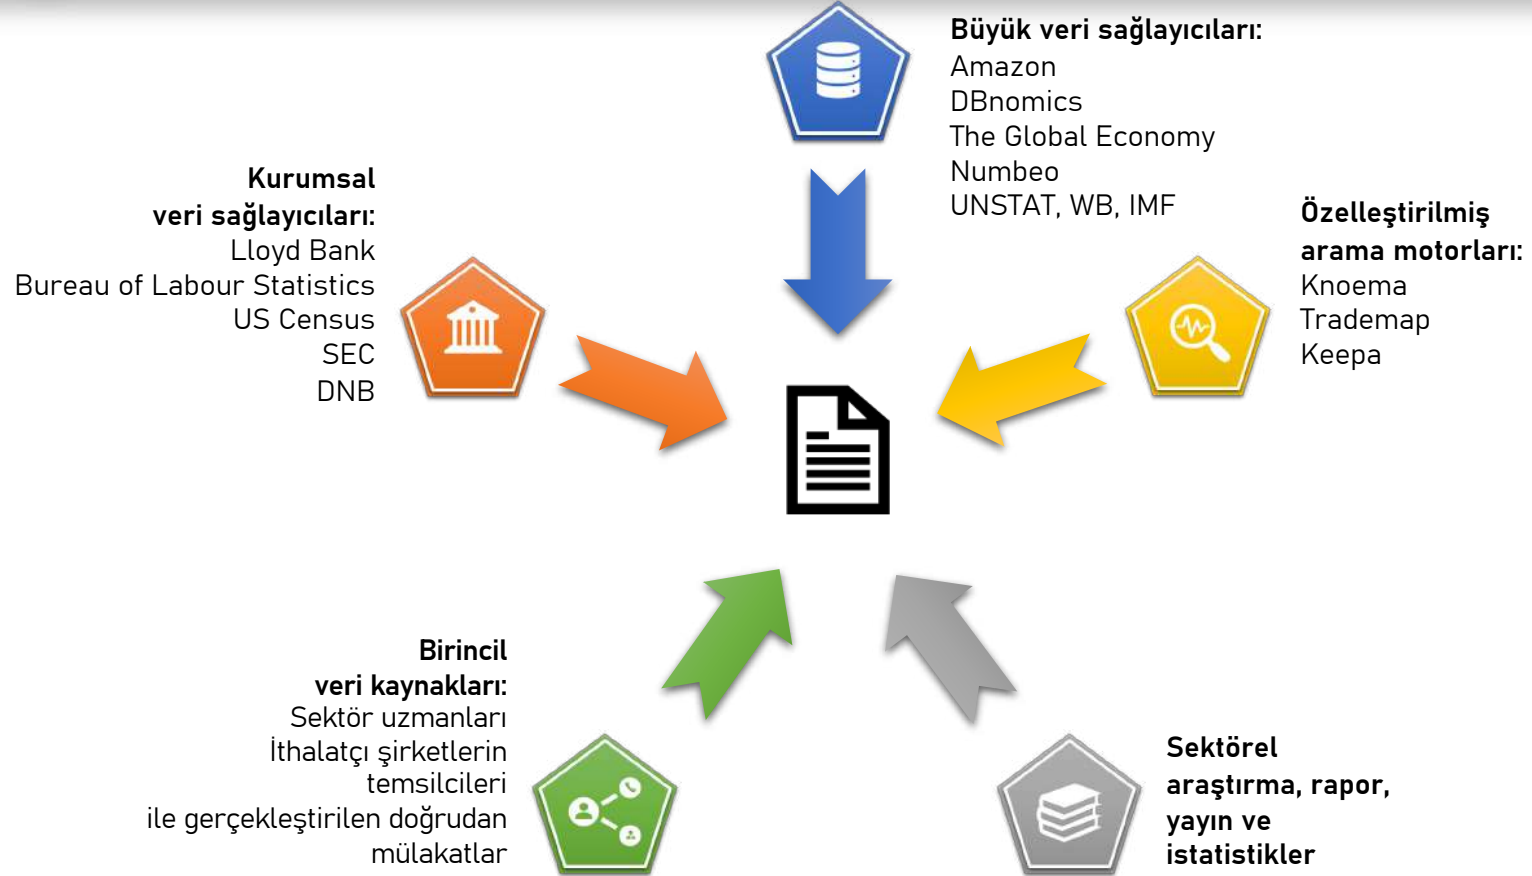 Büyük veri sağlayıcıları:
Amazon
DBnomics
The Global Economy
Numbeo
UNSTAT, WB, IMF
Kurumsal
veri sağlayıcıları:
Lloyd Bank
Bureau of Labour Statistics
US Census
SEC
DNB
Özelleştirilmiş
arama motorları:
Knoema
Trademap
Keepa
Birincil
veri kaynakları:
Sektör uzmanları
İthalatçı şirketlerin
temsilcileri
ile gerçekleştirilen doğrudan
mülakatlar
Sektörel
araştırma, rapor,
yayın ve
istatistikler